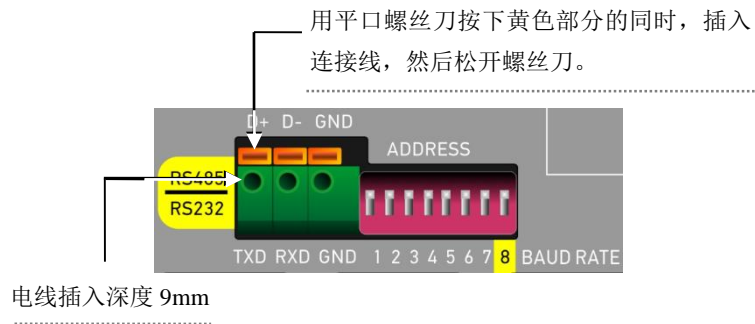 用平口螺丝刀按下黄色部分的同时，插入
连接线，然后松开螺丝刀。
D+ D- GND
ADDRESS
RS485
RS232
TXD RXD GND 1 2 3 4 5 6 7 8 BAUD RATE
电线插入深度 9mm